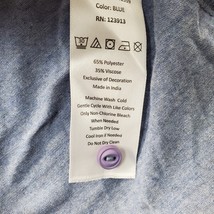 Color: BLUE
RN: 123913
65% Polyester
35% Viscose
Exclusive of Decoration
Made in India
Machine Wash Cold
Gentle Cycle With Like Colors
Only Non-Chlorine Bleach
When Needed
Tumble Dry Low
Cool Iron if Needed
Do Not Dry Clean